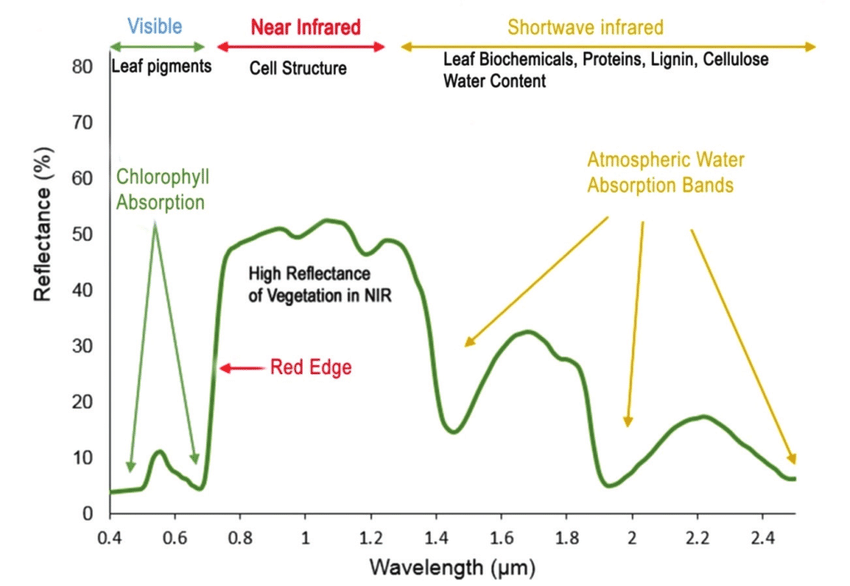 Visible
Near Infrared
Shortwave infrared
Leaf pigments
Cell Structure
Leaf Biochemicals, Proteins, Lignin, Cellulose
Water Content
80
70
60
50
40
30
20
10
0
Reflectance (%)
Chlorophyll
Absorption
Atmospheric Water
Absorption Bands
High Reflectance
of Vegetation in NIR
Red Edge
0.4
0.6
0.8
1
1.2
1.4
1.6
1.8
2
2.2
2.4
Wavelength (µm)